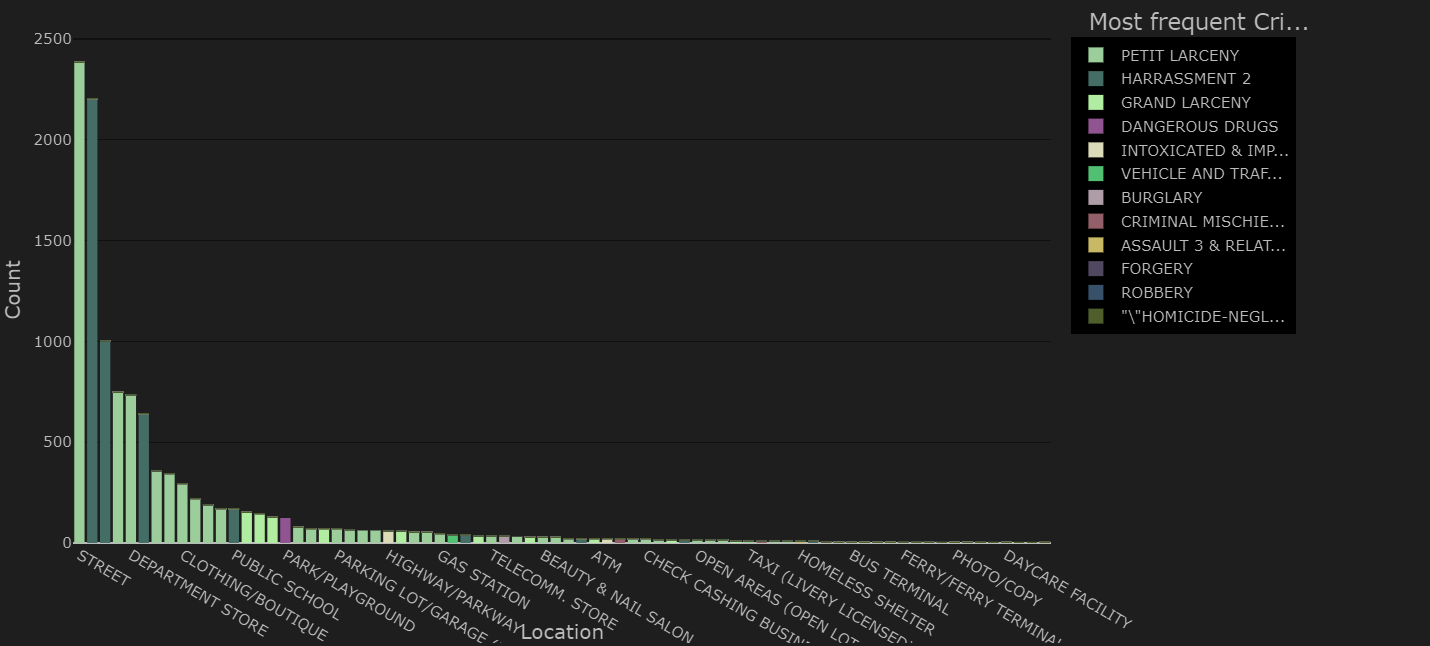 Most frequent Cri...
PETIT LARCENY
HARRASSMENT 2
GRAND LARCENY
DANGEROUS DRUGS
INTOXICATED & IMP...
VEHICLE AND TRAF...
BURGLARY
CRIMINAL MISCHIE...
ASSAULT 3 & RELAT...
FORGERY
ROBBERY
"\"HOMICIDE-NEGL...
Count
2500
2000
1500
1000
500
0
STREET
DEPARTMENT STORE
CLOTHING/BOUTIQUE
PUBLIC SCHOOL
PARK/PLAYGROUND
PARKING LOT/GARAGE (
HIGHWAY/PARKWAY
GAS STATION
TELECOMM. STORE
BEAUTY & NAIL SALON
ATM
CHECK CASHING BUSIN
OPEN AREAS (OPEN LOT
TAXI (LIVERY LICENSED)
HOMELESS SHELTER
BUS TERMINAL
FERRY/FERRY TERMINAL
PHOTO/COPY
DAYCARE FACILITY
Location